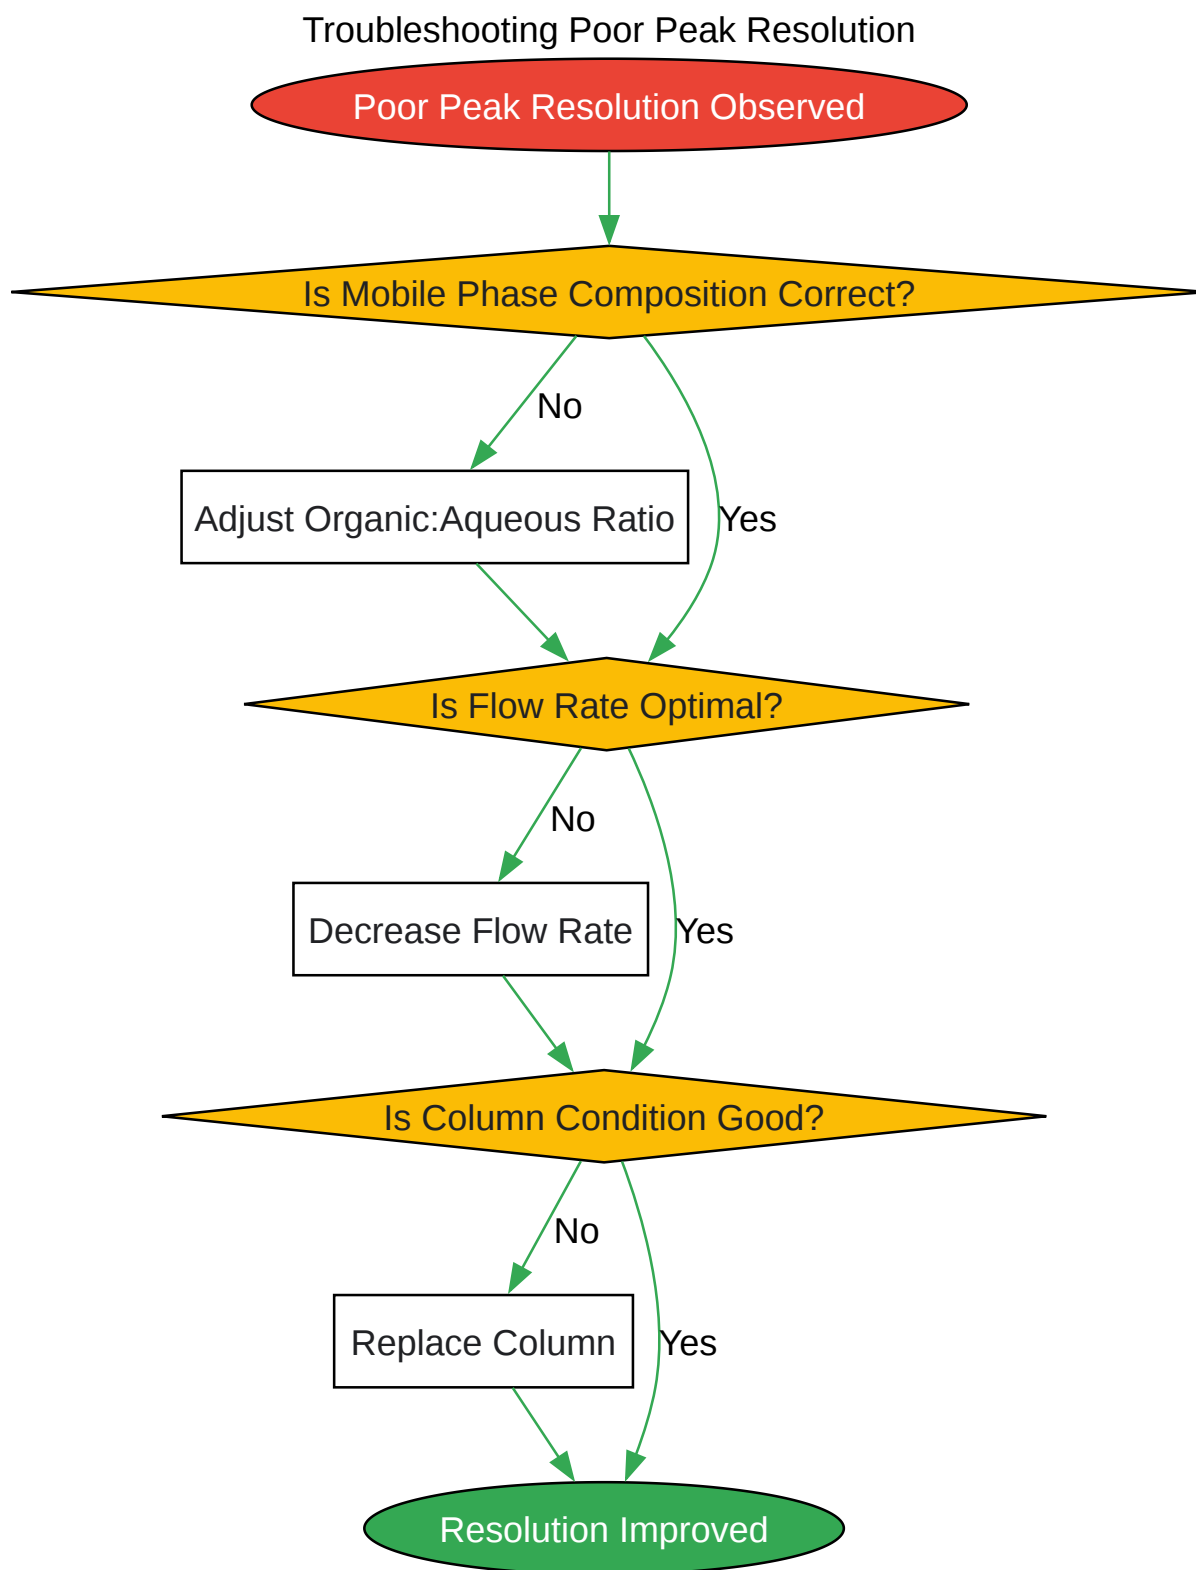 Troubleshooting Poor Peak Resolution
Poor Peak Resolution Observed
Is Mobile Phase Composition Correct?
No
Adjust Organic:Aqueous Ratio
Yes
Is Flow Rate Optimal?
No
Decrease Flow Rate
Yes
Is Column Condition Good?
No
Replace Column
Yes
Resolution Improved